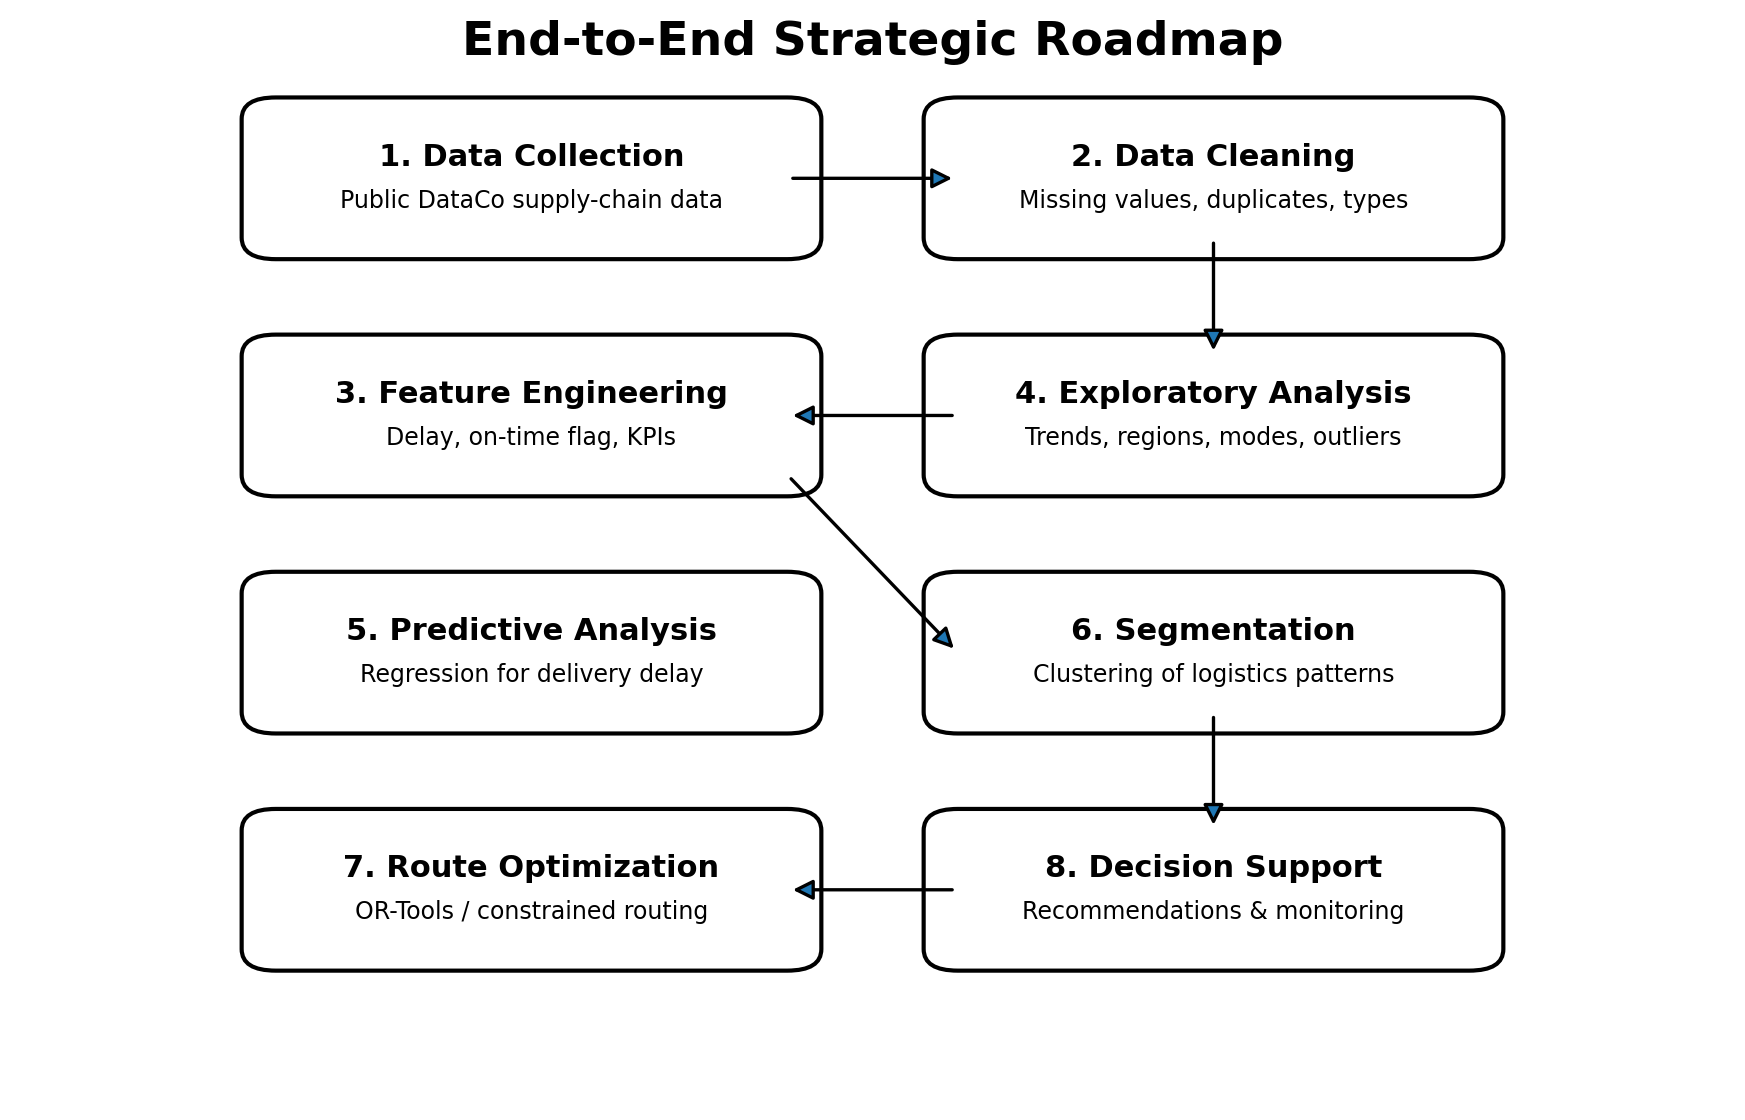 End-to-End Strategic Roadmap
1. Data Collection
Public DataCo supply-chain data
2. Data Cleaning
Missing values, duplicates, types
3. Feature Engineering
Delay, on-time flag, KPIs
4. Exploratory Analysis
Trends, regions, modes, outliers
5. Predictive Analysis
Regression for delivery delay
6. Segmentation
Clustering of logistics patterns
7. Route Optimization
OR-Tools / constrained routing
8. Decision Support
Recommendations & monitoring